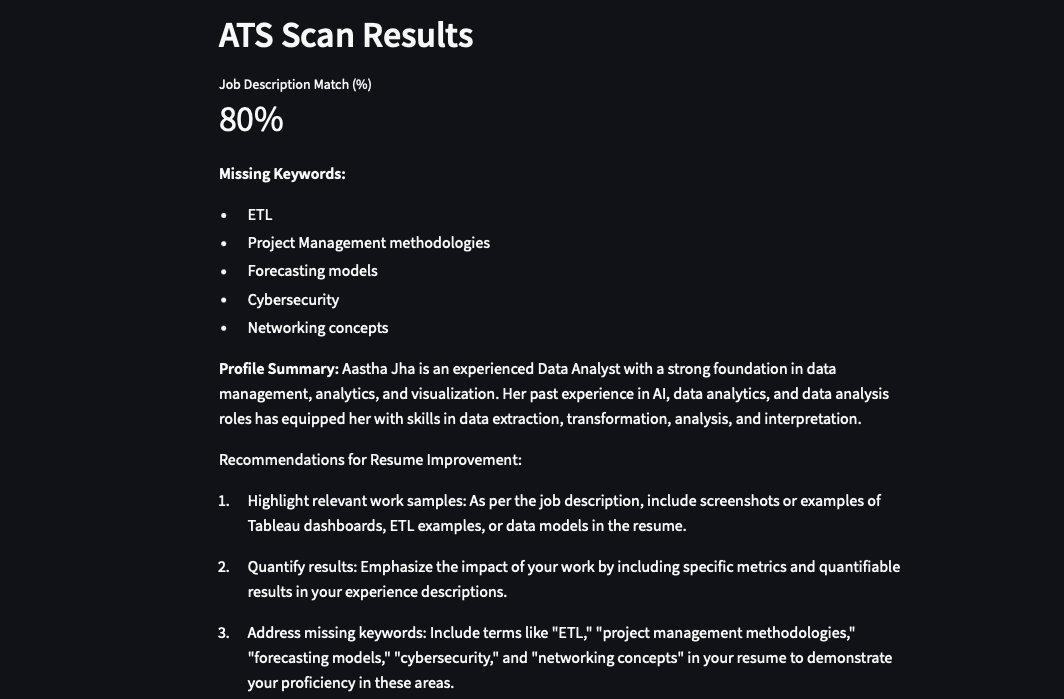 ATS Scan Results
Job Description Match (%)
80%
Missing Keywords:
• ETL
• Project Management methodologies
• Forecasting models
• Cybersecurity
• Networking concepts
Profile Summary: Aastha Jha is an experienced Data Analyst with a strong foundation in data
management, analytics, and visualization. Her past experience in AI, data analytics, and data analysis
roles has equipped her with skills in data extraction, transformation, analysis, and interpretation.
Recommendations for Resume Improvement:
1. Highlight relevant work samples: As per the job description, include screenshots or examples of
Tableau dashboards, ETL examples, or data models in the resume.
2. Quantify results: Emphasize the impact of your work by including specific metrics and quantifiable
results in your experience descriptions.
3. Address missing keywords: Include terms like "ETL," "project management methodologies,"
"forecasting models," "cybersecurity," and "networking concepts" in your resume to demonstrate
your proficiency in these areas.